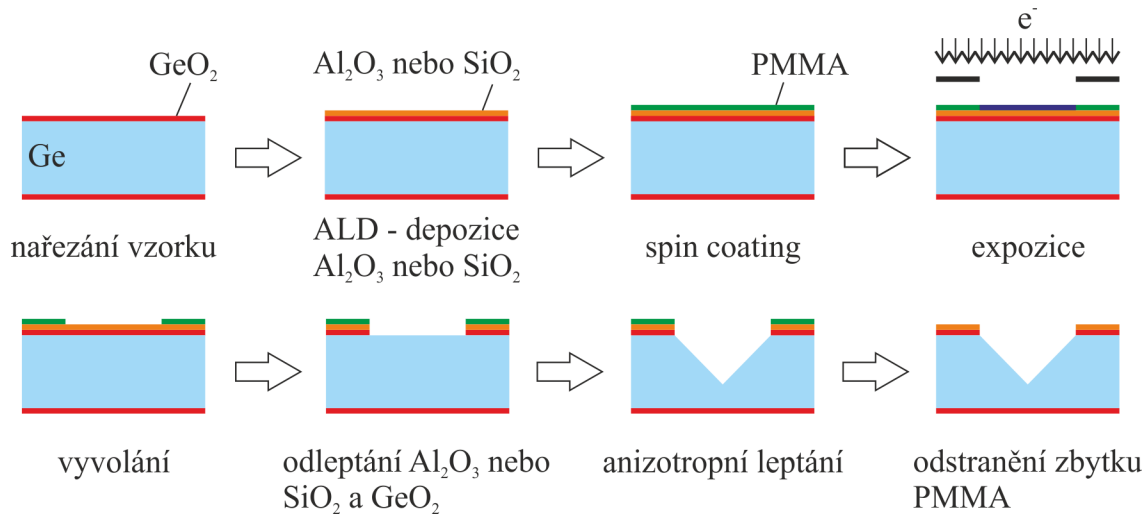 GeO₂
Ge
nařezání vzorku
Al₂O₃ nebo SiO₂
ALD - depozice
Al₂O₃ nebo SiO₂
PMMA
spin coating
e⁻
expozice
vyvolání
odleptání Al₂O₃ nebo
SiO₂ a GeO₂
anizotropní leptání
odstranění zbytku
PMMA